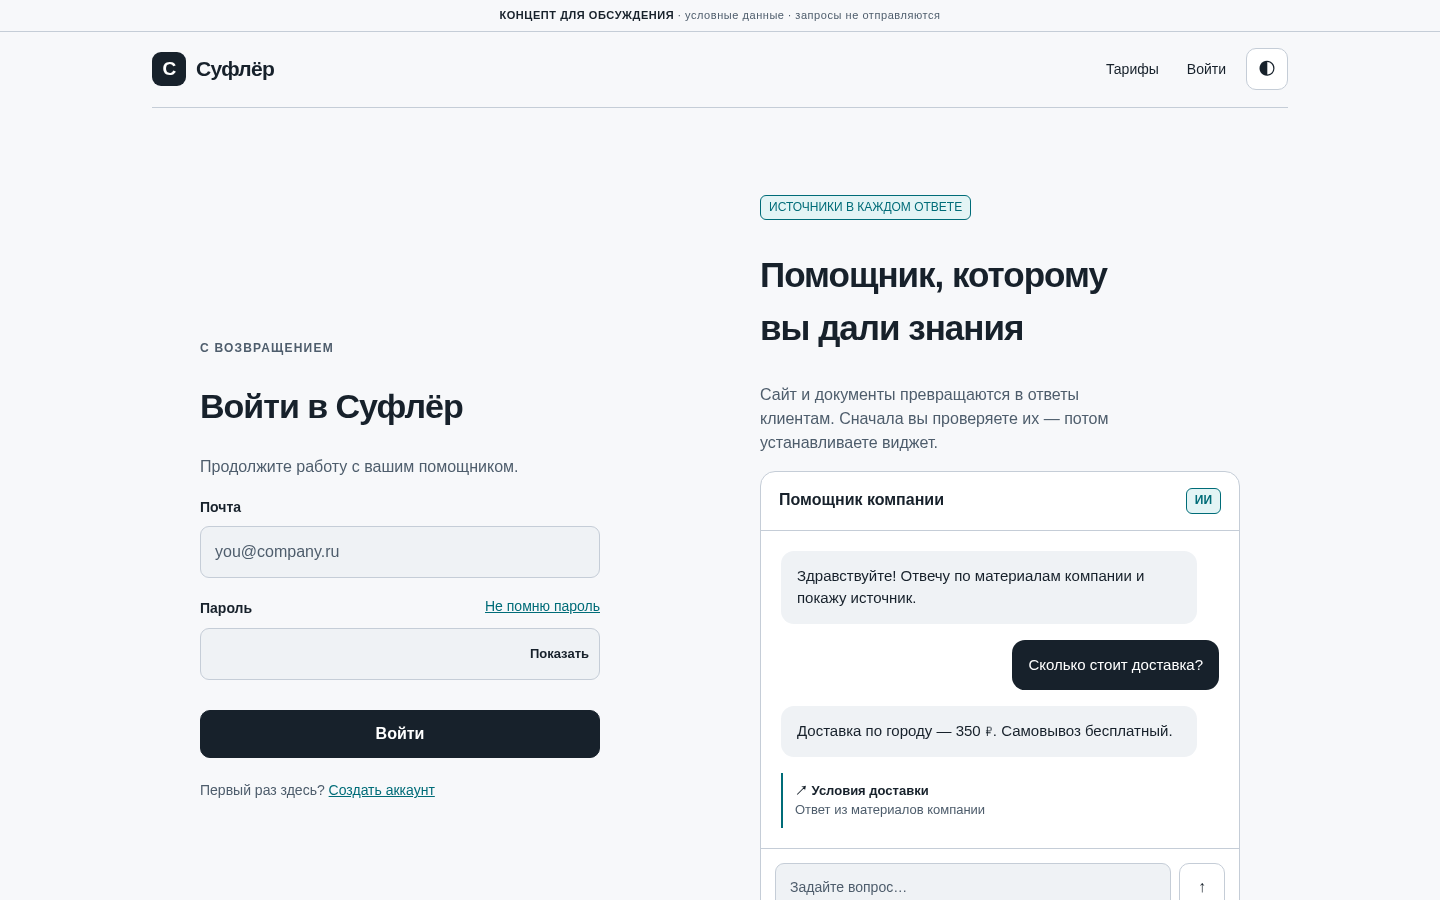 КОНЦЕПТ ДЛЯ ОБСУЖДЕНИЯ · условные данные · запросы не отправляются
С Суфлёр
Тарифы Войти
С ВОЗВРАЩЕНИЕМ
Войти в Суфлёр
Продолжите работу с вашим помощником.
Почта
you@company.ru
Пароль Не помню пароль
Показать
Войти
Первый раз здесь? Создать аккаунт
ИСТОЧНИКИ В КАЖДОМ ОТВЕТЕ
Помощник, которому
вы дали знания
Сайт и документы превращаются в ответы
клиентам. Сначала вы проверяете их — потом
устанавливаете виджет.
Помощник компании ИИ
Здравствуйте! Отвечу по материалам компании и
покажу источник.
Сколько стоит доставка?
Доставка по городу — 350 ₽. Самовывоз бесплатный.
↗ Условия доставки
Ответ из материалов компании
Задайте вопрос… ↑